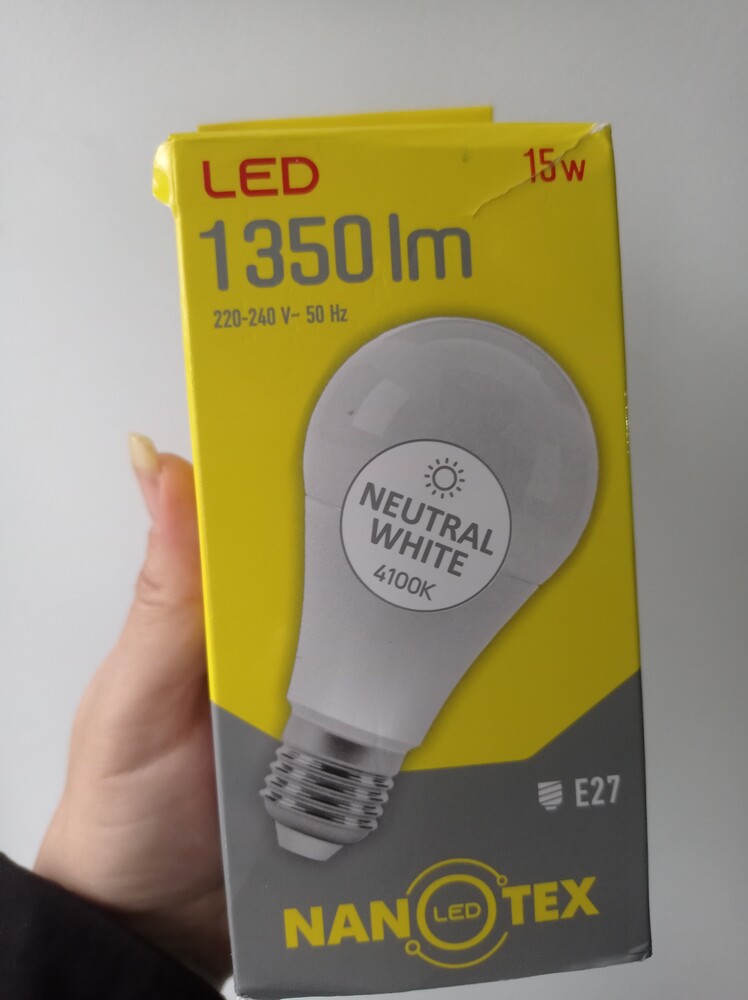 LED
15W
1350 lm
220-240 V~ 50 Hz
NEUTRAL
WHITE
4100K
E27
NAN LED TEX